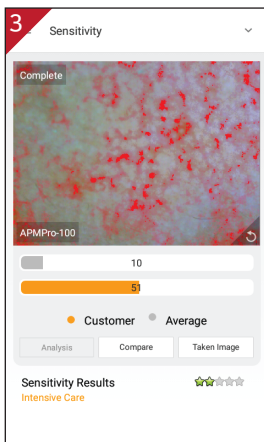 3
Sensitivity
Complete
APMPro-100
10
51
Customer Average
Analysis Compare Taken Image
Sensitivity Results
Intensive Care